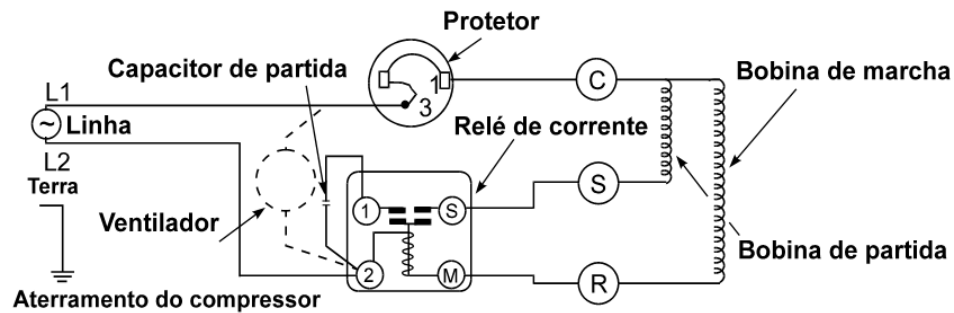 Protetor
Capacitor de partida
1
C
Bobina de marcha
L1
3
~ Linha
Relé de corrente
L2
Terra
S
1
S
Ventilador
Bobina de partida
2
M
R
Aterramento do compressor